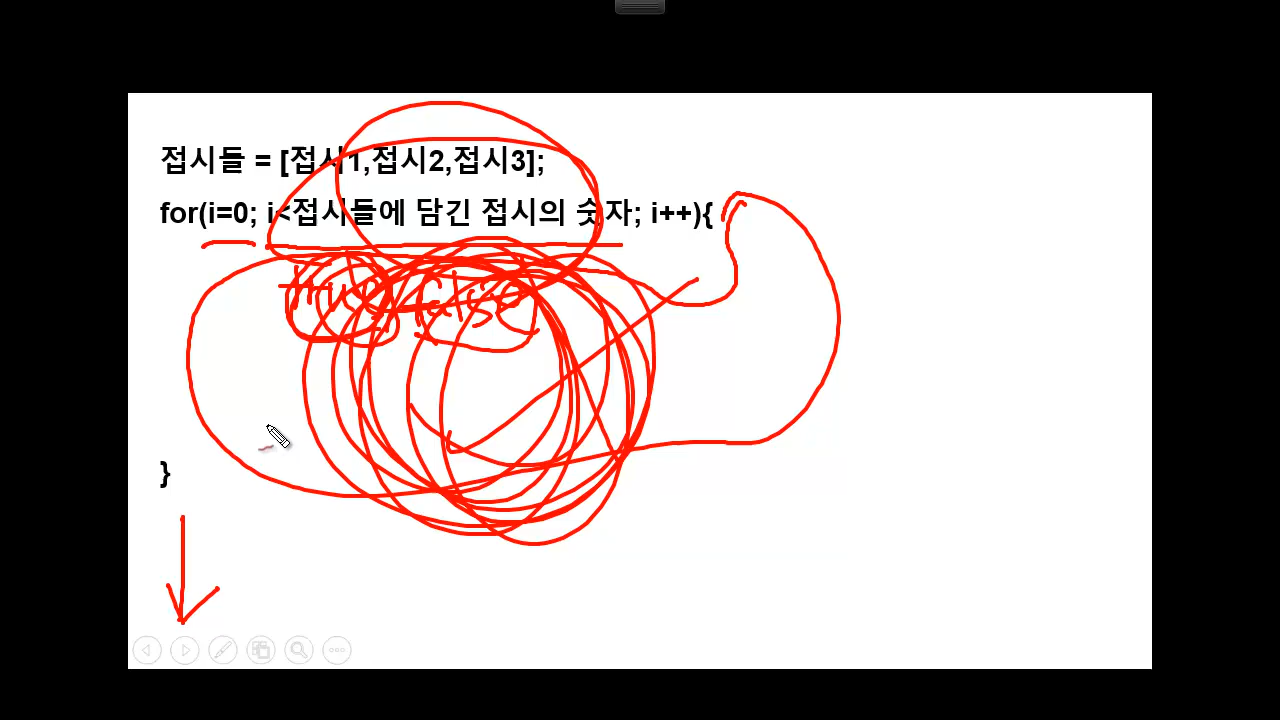 접시들 = [접시1,접시2,접시3];
for(i=0; i<접시들에 담긴 접시의 숫자; i++){
true false
}